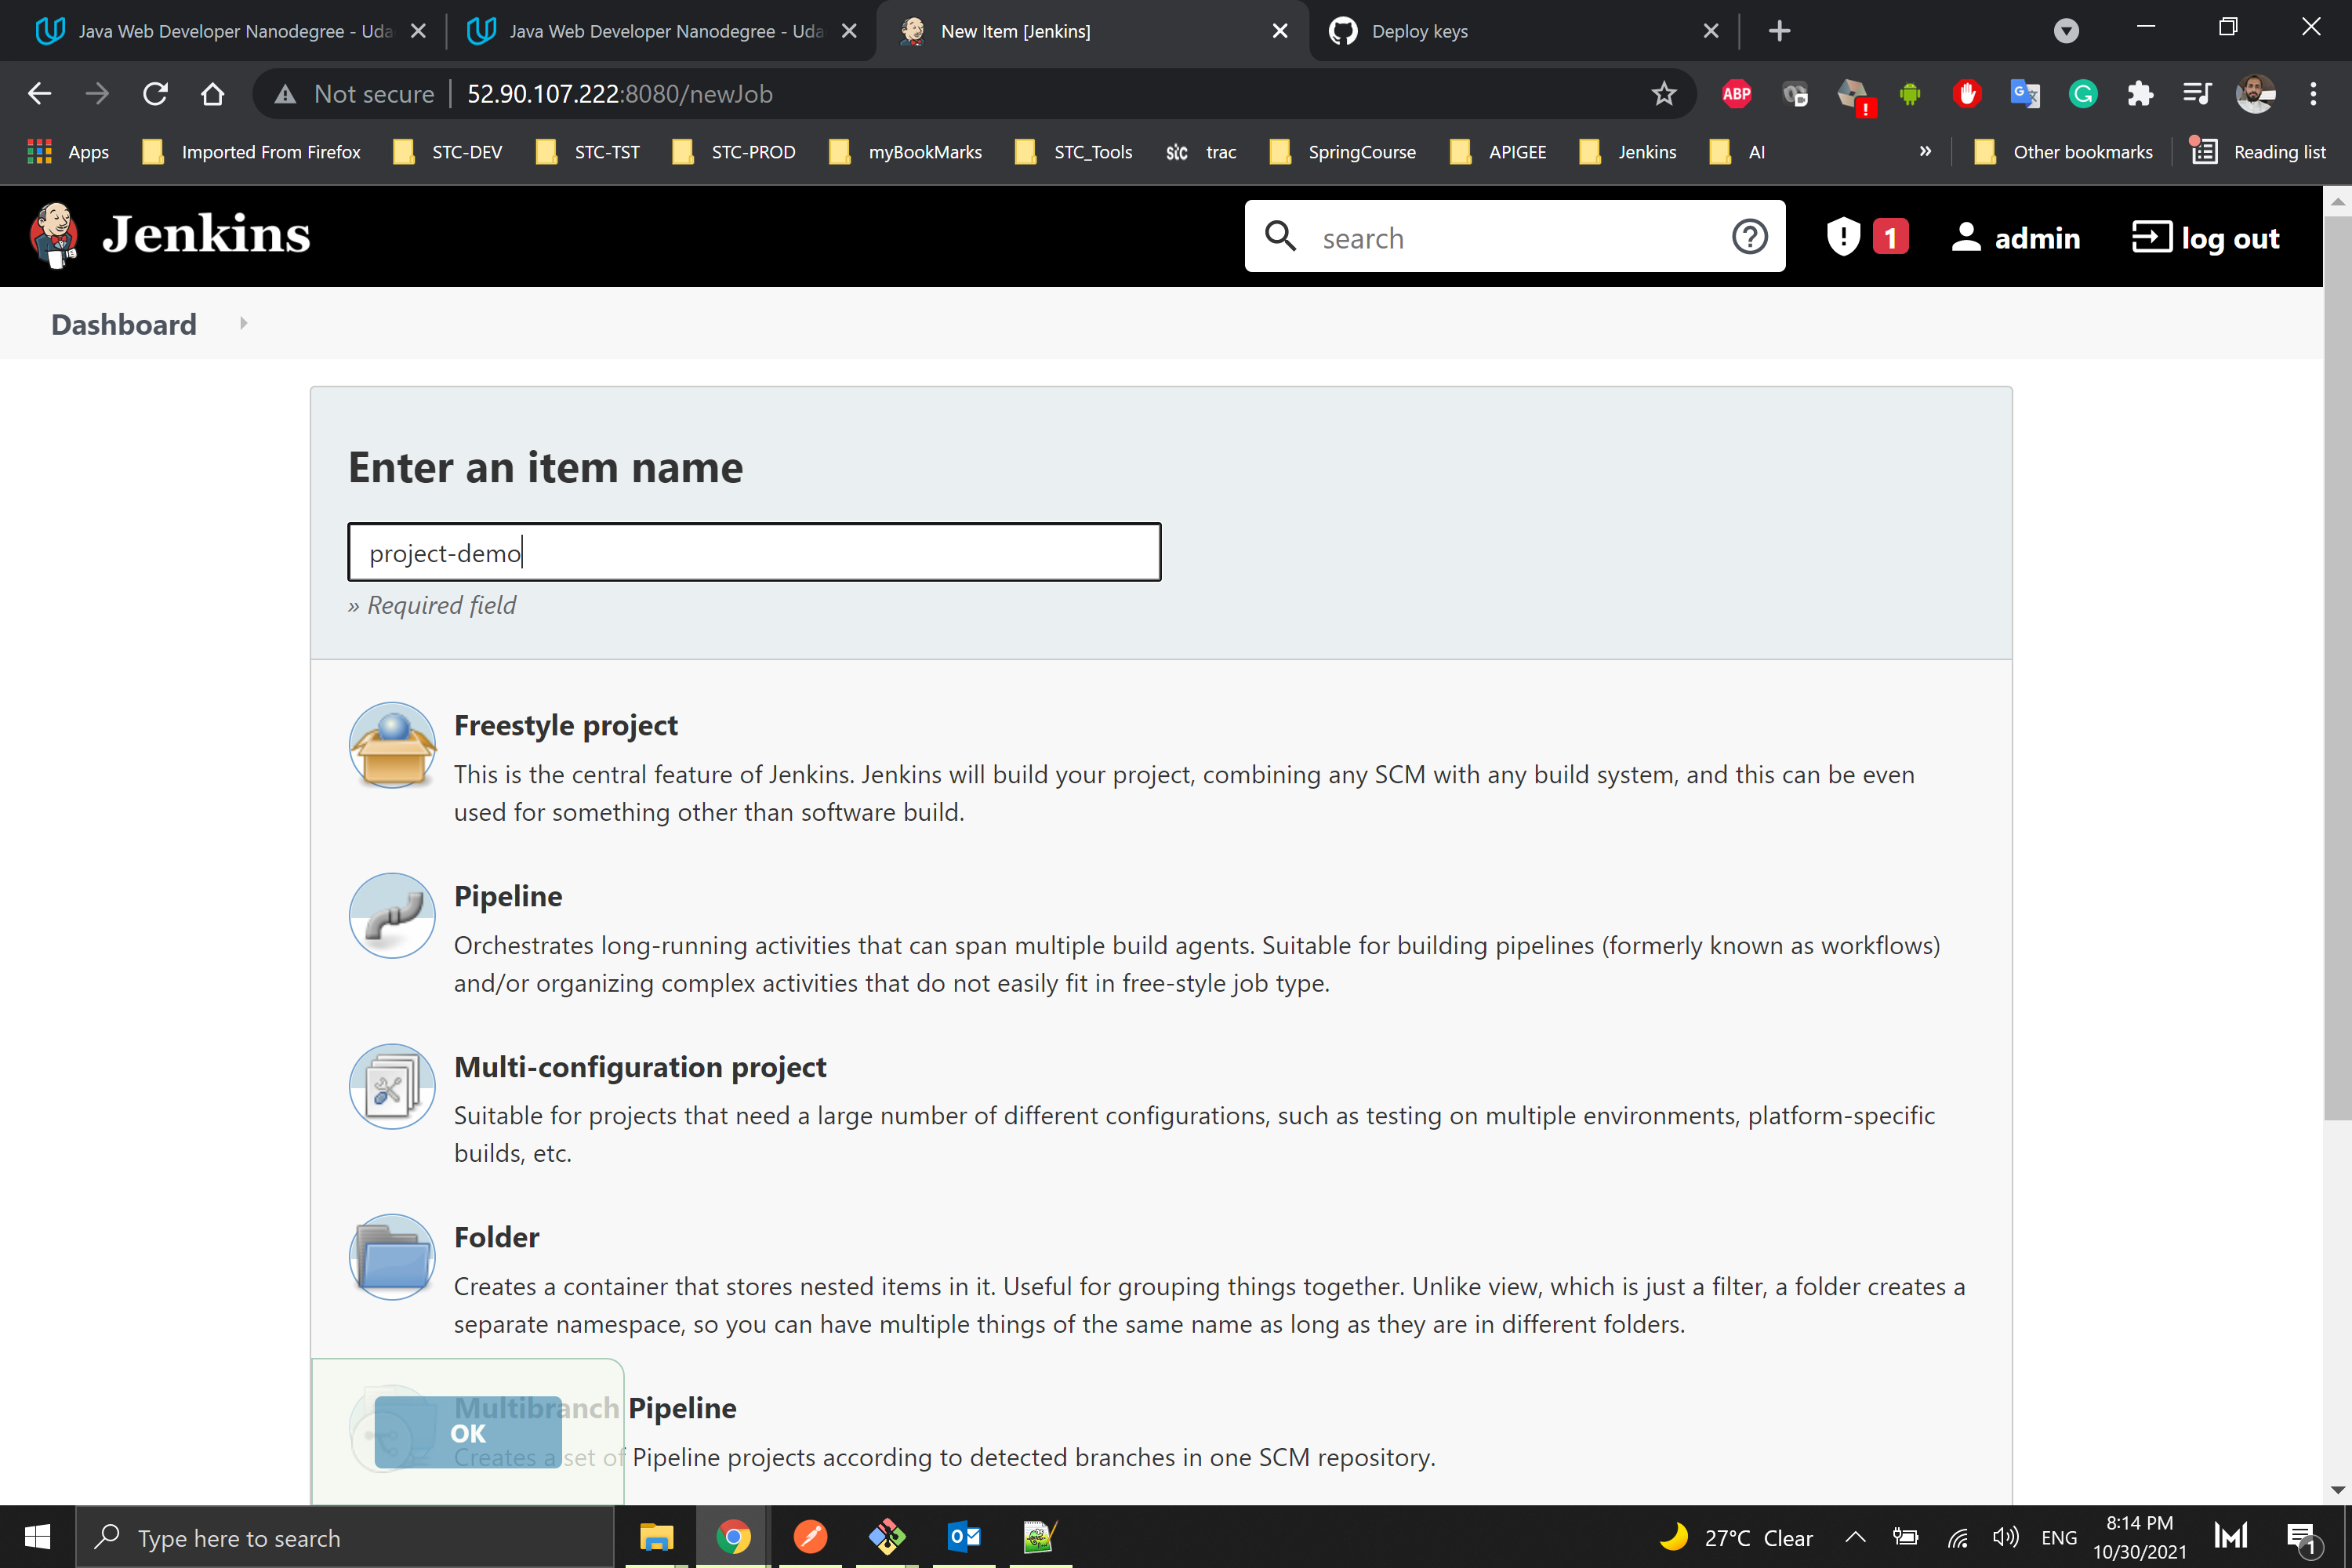 Java Web Developer Nanodegree - Uda
Java Web Developer Nanodegree - Uda
New Item [Jenkins]
Deploy keys
Not secure
52.90.107.222:8080/newJob
ABP
Apps
Imported From Firefox
STC-DEV
STC-TST
STC-PROD
myBookMarks
STC_Tools
stc
trac
SpringCourse
APIGEE
Jenkins
AI
»
Other bookmarks
Reading list
Jenkins
search
1
admin
log out
Dashboard
Enter an item name
project-demo
» Required field
Freestyle project
This is the central feature of Jenkins. Jenkins will build your project, combining any SCM with any build system, and this can be even
used for something other than software build.
Pipeline
Orchestrates long-running activities that can span multiple build agents. Suitable for building pipelines (formerly known as workflows)
and/or organizing complex activities that do not easily fit in free-style job type.
Multi-configuration project
Suitable for projects that need a large number of different configurations, such as testing on multiple environments, platform-specific
builds, etc.
Folder
Creates a container that stores nested items in it. Useful for grouping things together. Unlike view, which is just a filter, a folder creates a
separate namespace, so you can have multiple things of the same name as long as they are in different folders.
Multibranch Pipeline
OK
Creates a set of Pipeline projects according to detected branches in one SCM repository.
Type here to search
27°C Clear
ENG
8:14 PM
10/30/2021
1